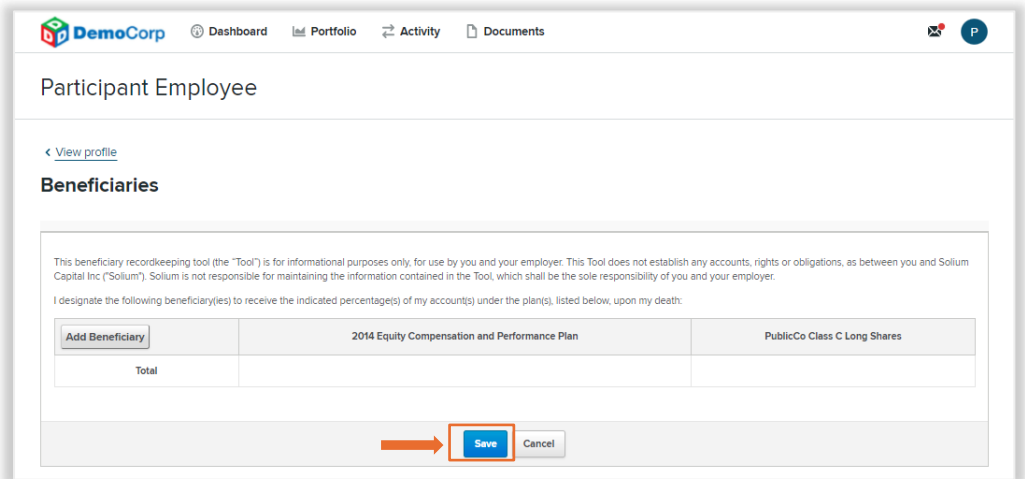 DemoCorp Dashboard Portfolio Activity Documents P
Participant Employee
View profile
Beneficiaries
This beneficiary recordkeeping tool (the "Tool") is for informational purposes only, for use by you and your employer. This Tool does not establish any accounts, rights or obligations, as between you and Solium
Capital Inc ("Solium"). Solium is not responsible for maintaining the information contained in the Tool, which shall be the sole responsibility of you and your employer.
I designate the following beneficiary(ies) to receive the indicated percentage(s) of my account(s) under the plan(s), listed below, upon my death:
Add Beneficiary 2014 Equity Compensation and Performance Plan PublicCo Class C Long Shares
Total
Save Cancel